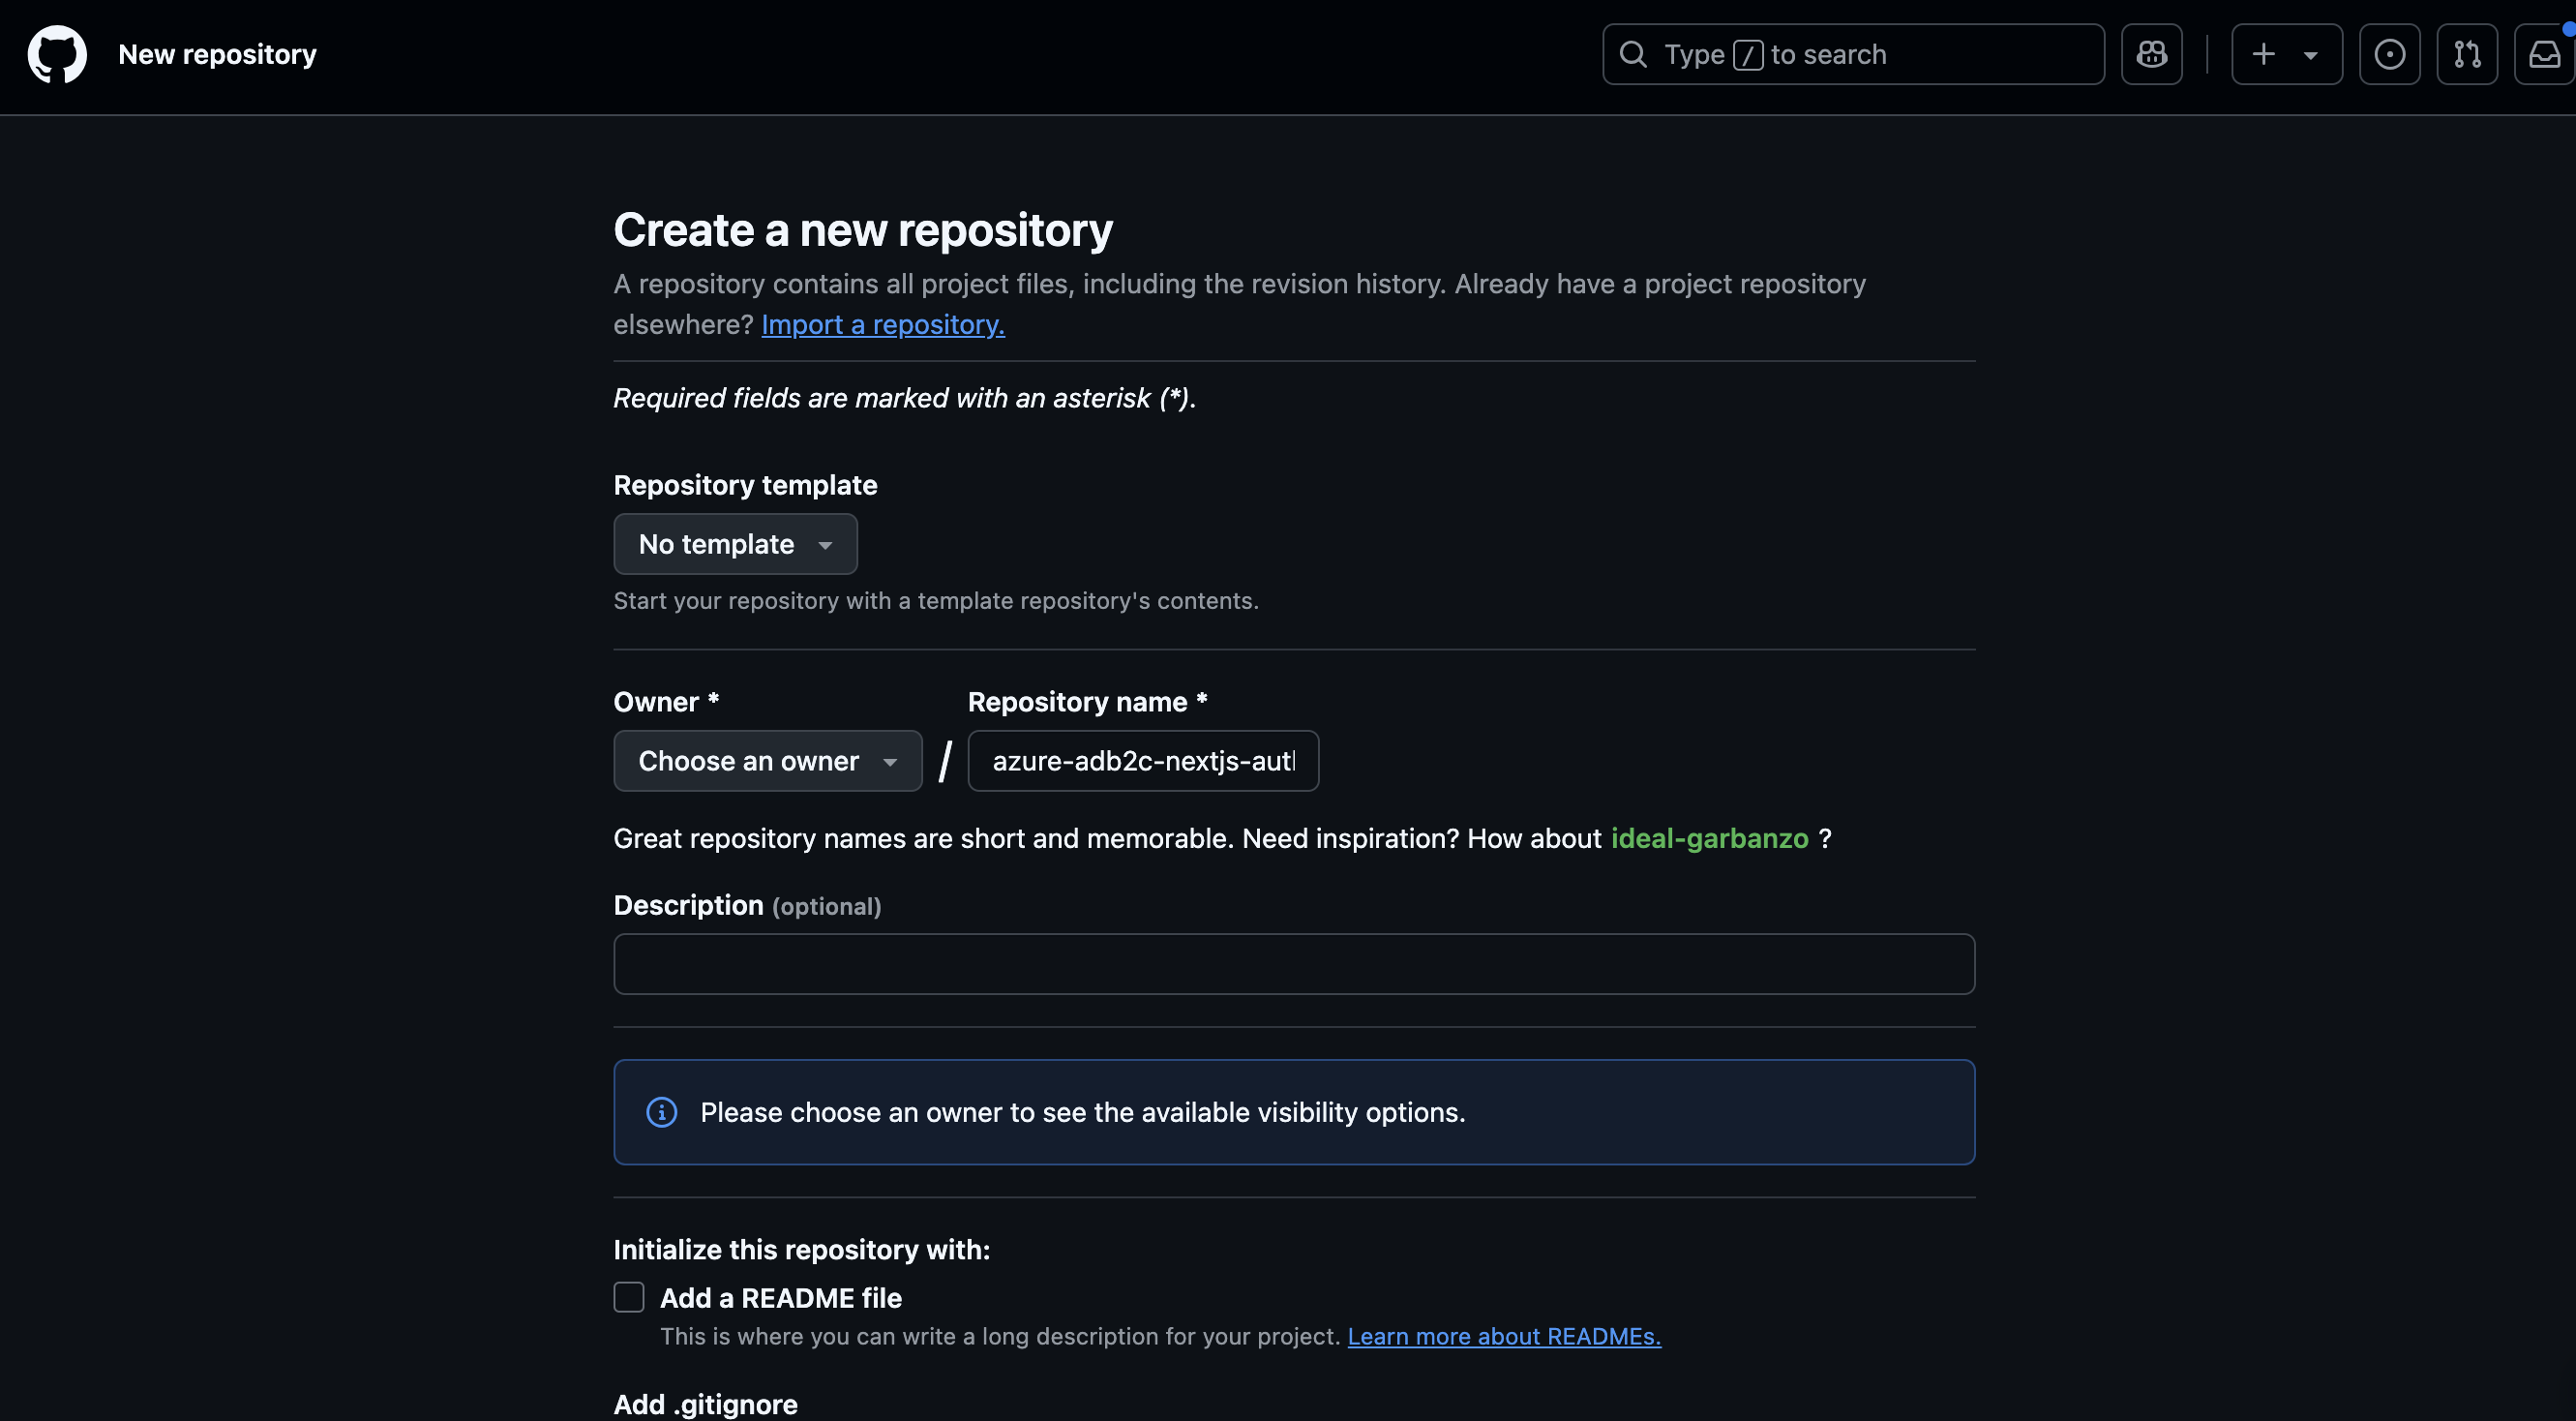 New repository
Type / to search
Create a new repository
A repository contains all project files, including the revision history. Already have a project repository
elsewhere? Import a repository.
Required fields are marked with an asterisk (*).
Repository template
No template
Start your repository with a template repository's contents.
Owner *
Repository name *
Choose an owner
/
azure-adb2c-nextjs-aut
Great repository names are short and memorable. Need inspiration? How about ideal-garbanzo ?
Description (optional)
Please choose an owner to see the available visibility options.
Initialize this repository with:
Add a README file
This is where you can write a long description for your project. Learn more about READMEs.
Add .gitignore